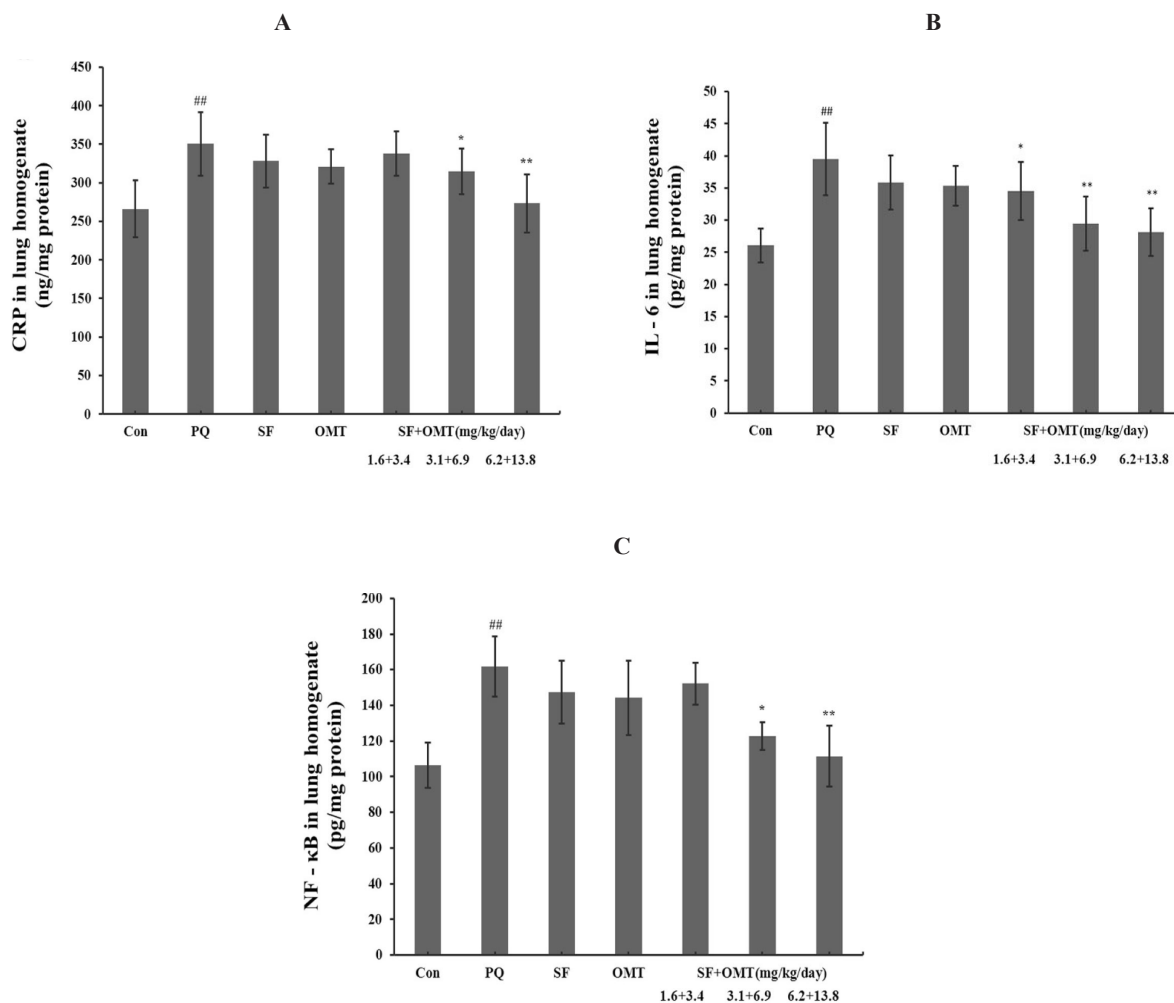 A
CRP in lung homogenate
(ng/mg protein)
450
400
350
300
250
200
150
100
50
0
##
*
**
Con PQ SF OMT SF+OMT(mg/kg/day)
1.6+3.4 3.1+6.9 6.2+13.8
B
IL - 6 in lung homogenate
(pg/mg protein)
50
45
40
35
30
25
20
15
10
5
0
##
*
**
**
Con PQ SF OMT SF+OMT(mg/kg/day)
1.6+3.4 3.1+6.9 6.2+13.8
C
NF - κB in lung homogenate
(pg/mg protein)
200
180
160
140
120
100
80
60
40
20
0
##
*
**
Con PQ SF OMT SF+OMT(mg/kg/day)
1.6+3.4 3.1+6.9 6.2+13.8